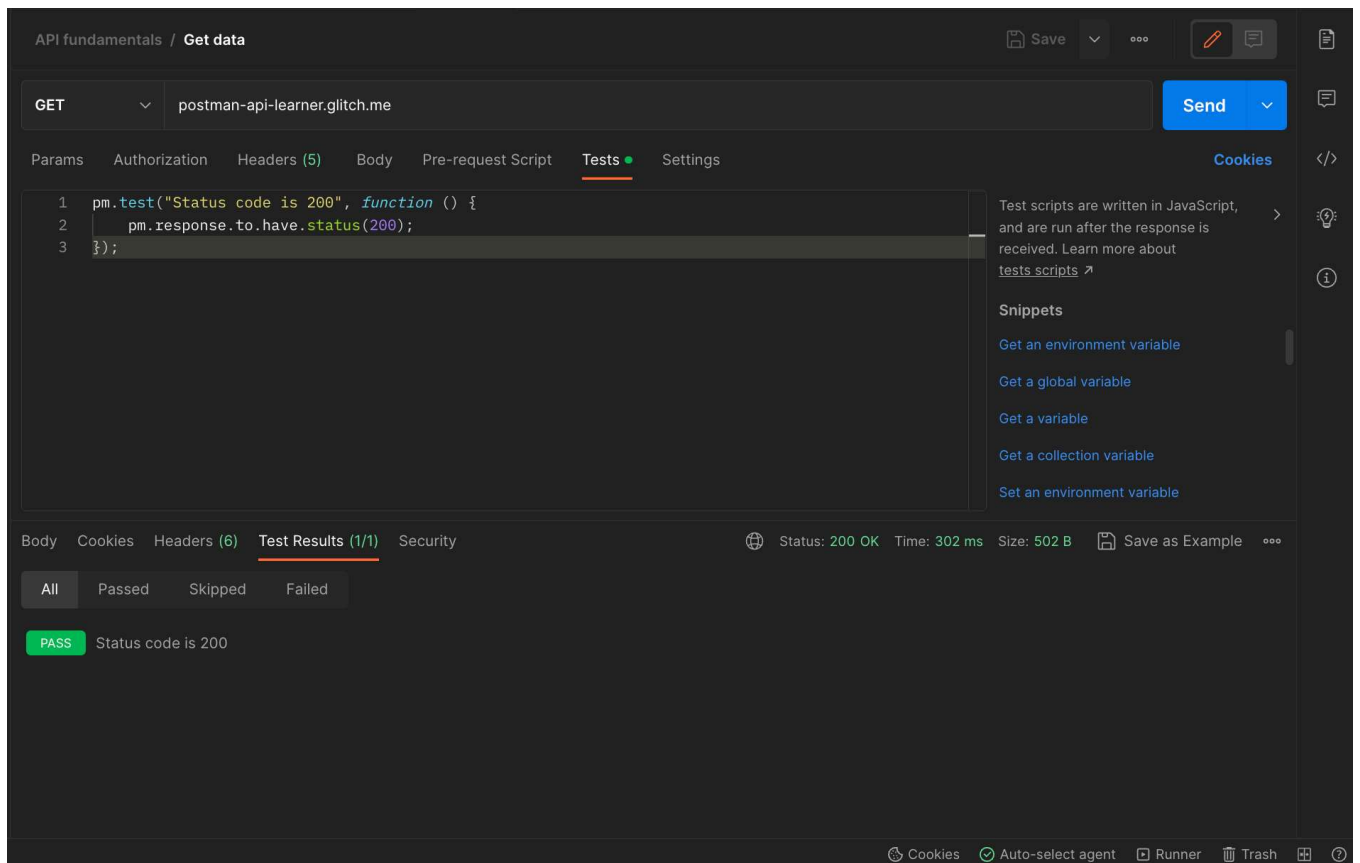 API fundamentals / Get data
Save
GET
postman-api-learner.glitch.me
Send
Params Authorization Headers (5) Body Pre-request Script Tests Settings
Cookies
1 pm.test("Status code is 200", function () {
2 pm.response.to.have.status(200);
3 });
Test scripts are written in JavaScript,
and are run after the response is
received. Learn more about
tests scripts ↗
Snippets
Get an environment variable
Get a global variable
Get a variable
Get a collection variable
Set an environment variable
Body Cookies Headers (6) Test Results (1/1) Security
Status: 200 OK Time: 302 ms Size: 502 B Save as Example
All Passed Skipped Failed
PASS Status code is 200
Cookies Auto-select agent Runner Trash